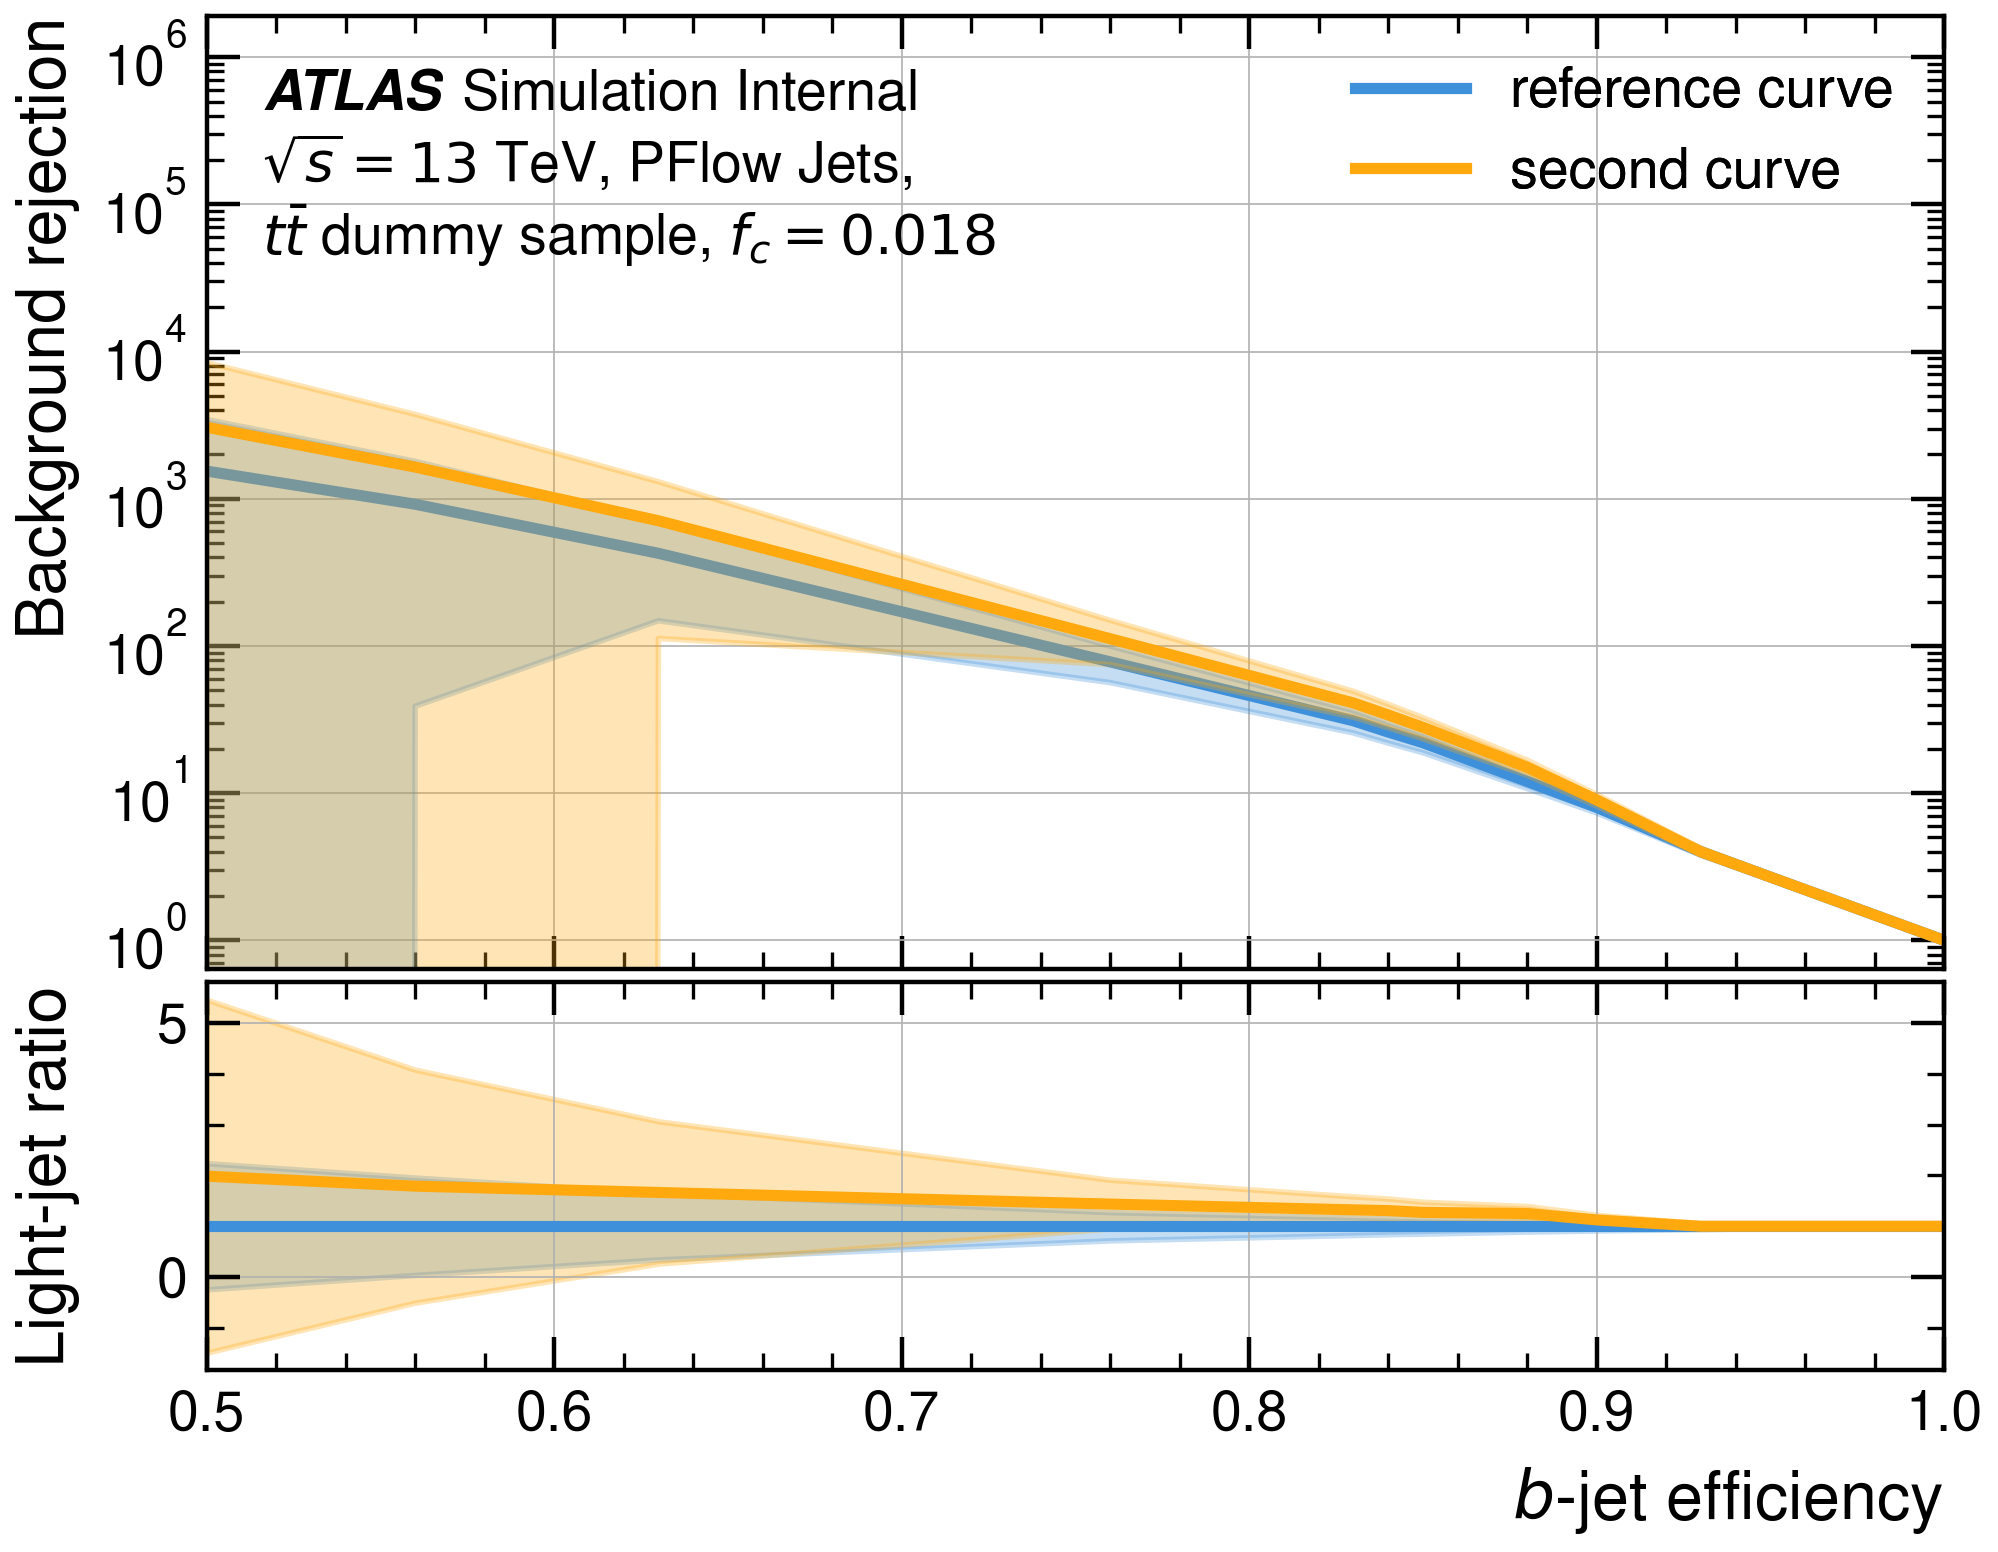 Background rejection
10^6
10^5
10^4
10^3
10^2
10^1
10^0
ATLAS Simulation Internal
√s = 13 TeV, PFlow Jets,
tt̄ dummy sample, f_c = 0.018
reference curve
second curve
Light-jet ratio
5
0
0.5 0.6 0.7 0.8 0.9 1.0
b-jet efficiency